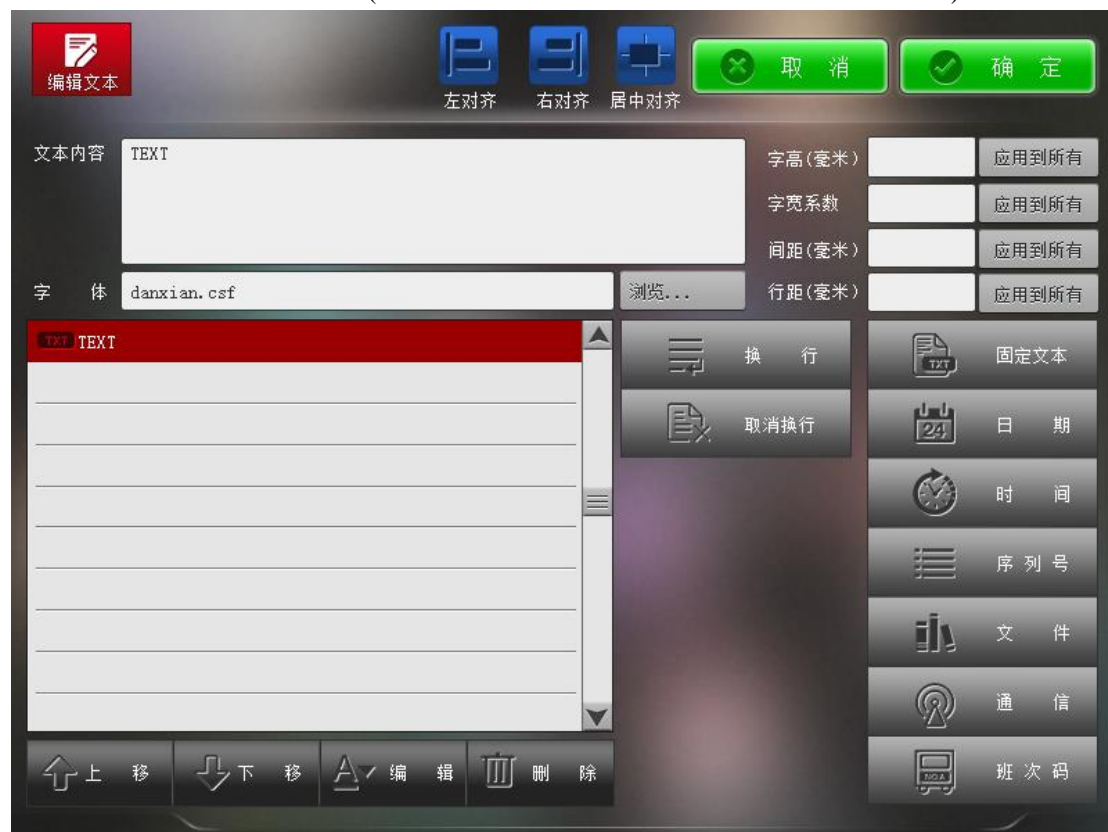 编辑文本
左对齐 右对齐 居中对齐
取 消
确 定
文本内容 TEXT
字高(毫米) 应用到所有
字宽系数 应用到所有
间距(毫米) 应用到所有
字 体 danxian.csf 浏览... 行距(毫米) 应用到所有
TXT TEXT
换 行
取消换行
TXT 固定文本
24 日 期
时 间
序 列 号
文 件
通 信
NO.A 班 次 码
上 移 下 移 A 编 辑 删 除